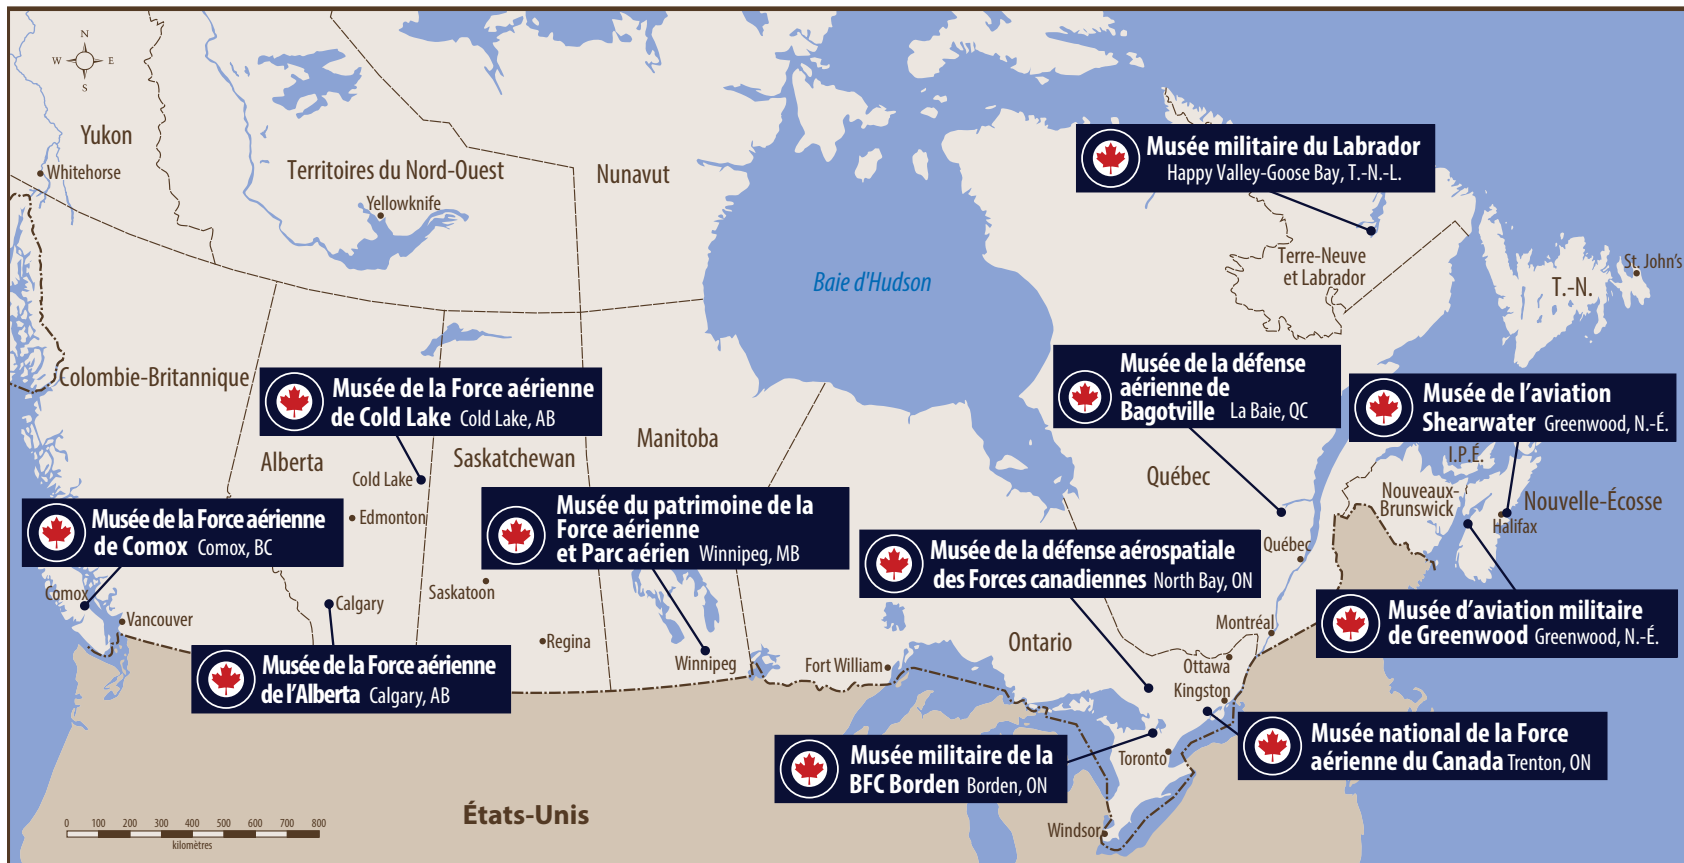 N
W E
S
Yukon
Whitehorse
Territoires du Nord-Ouest
Yellowknife
Nunavut
Baie d'Hudson
Musée militaire du Labrador
Happy Valley-Goose Bay, T.-N.-L.
Terre-Neuve
et Labrador
St. John's
T.-N.
Colombie-Britannique
Musée de la Force aérienne
de Cold Lake Cold Lake, AB
Alberta
Cold Lake
Edmonton
Saskatchewan
Manitoba
Musée de la défense
aérienne de
Bagotville La Baie, QC
Musée de l'aviation
Shearwater Greenwood, N.-É.
I.P.É.
Québec
Nouveaux-
Brunswick
Nouvelle-Écosse
Halifax
Musée de la Force aérienne
de Comox Comox, BC
Comox
Vancouver
Calgary
Saskatoon
Regina
Musée du patrimoine de la
Force aérienne
et Parc aérien Winnipeg, MB
Winnipeg
Musée de la défense aérospatiale
des Forces canadiennes North Bay, ON
Québec
Montréal
Musée d'aviation militaire
de Greenwood Greenwood, N.-É.
Musée de la Force aérienne
de l'Alberta Calgary, AB
Fort William
Ontario
Ottawa
Kingston
Musée militaire de la
BFC Borden Borden, ON
Toronto
Musée national de la Force
aérienne du Canada Trenton, ON
Windsor
États-Unis
0 100 200 300 400 500 600 700 800
kilomètres